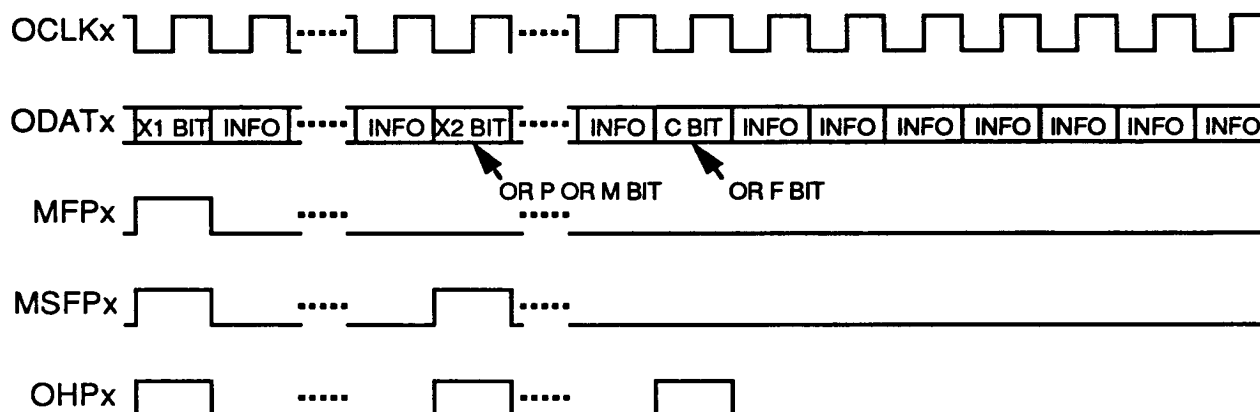 OCLKx
ODATx X1 BIT INFO INFO X2 BIT INFO C BIT INFO INFO INFO INFO INFO INFO INFO
OR P OR M BIT OR F BIT
MFPx
MSFPx
OHPx